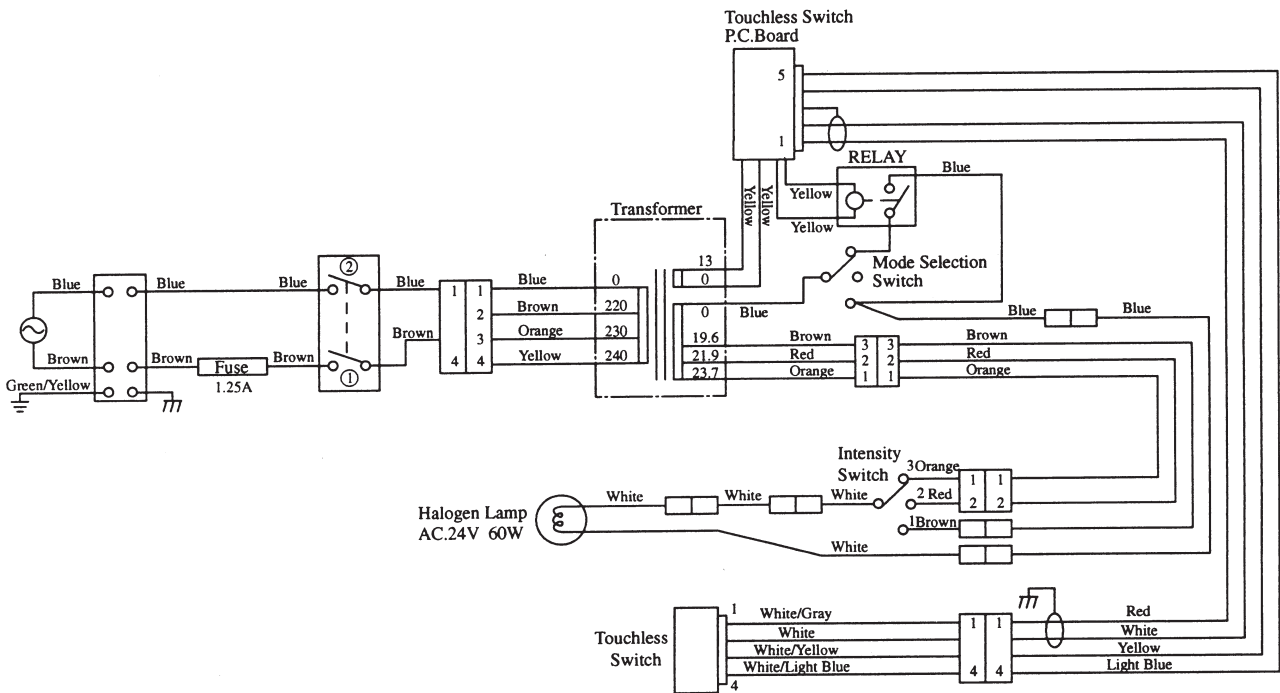 Touchless Switch
P.C.Board
5
1
RELAY
Blue
Yellow
Yellow
Yellow
Yellow
Transformer
13
0
Mode Selection
Switch
Blue
Blue
2
Blue
Blue
1 1
Blue
0
0
Blue
Blue
Blue
2
Brown
220
Brown
3
Orange
230
19.6
Brown
3 3
Brown
Brown
Brown
Fuse
Brown
1
4 4
Yellow
240
21.9
Red
2 2
Red
23.7
Orange
1 1
Orange
Green/Yellow
1.25A
Intensity
Switch
3 Orange
1 1
White
White
White
2 Red
2 2
Halogen Lamp
AC.24V 60W
1 Brown
White
Touchless
Switch
1
White/Gray
1 1
Red
White
White
White/Yellow
Yellow
White/Light Blue
4 4
Light Blue
4